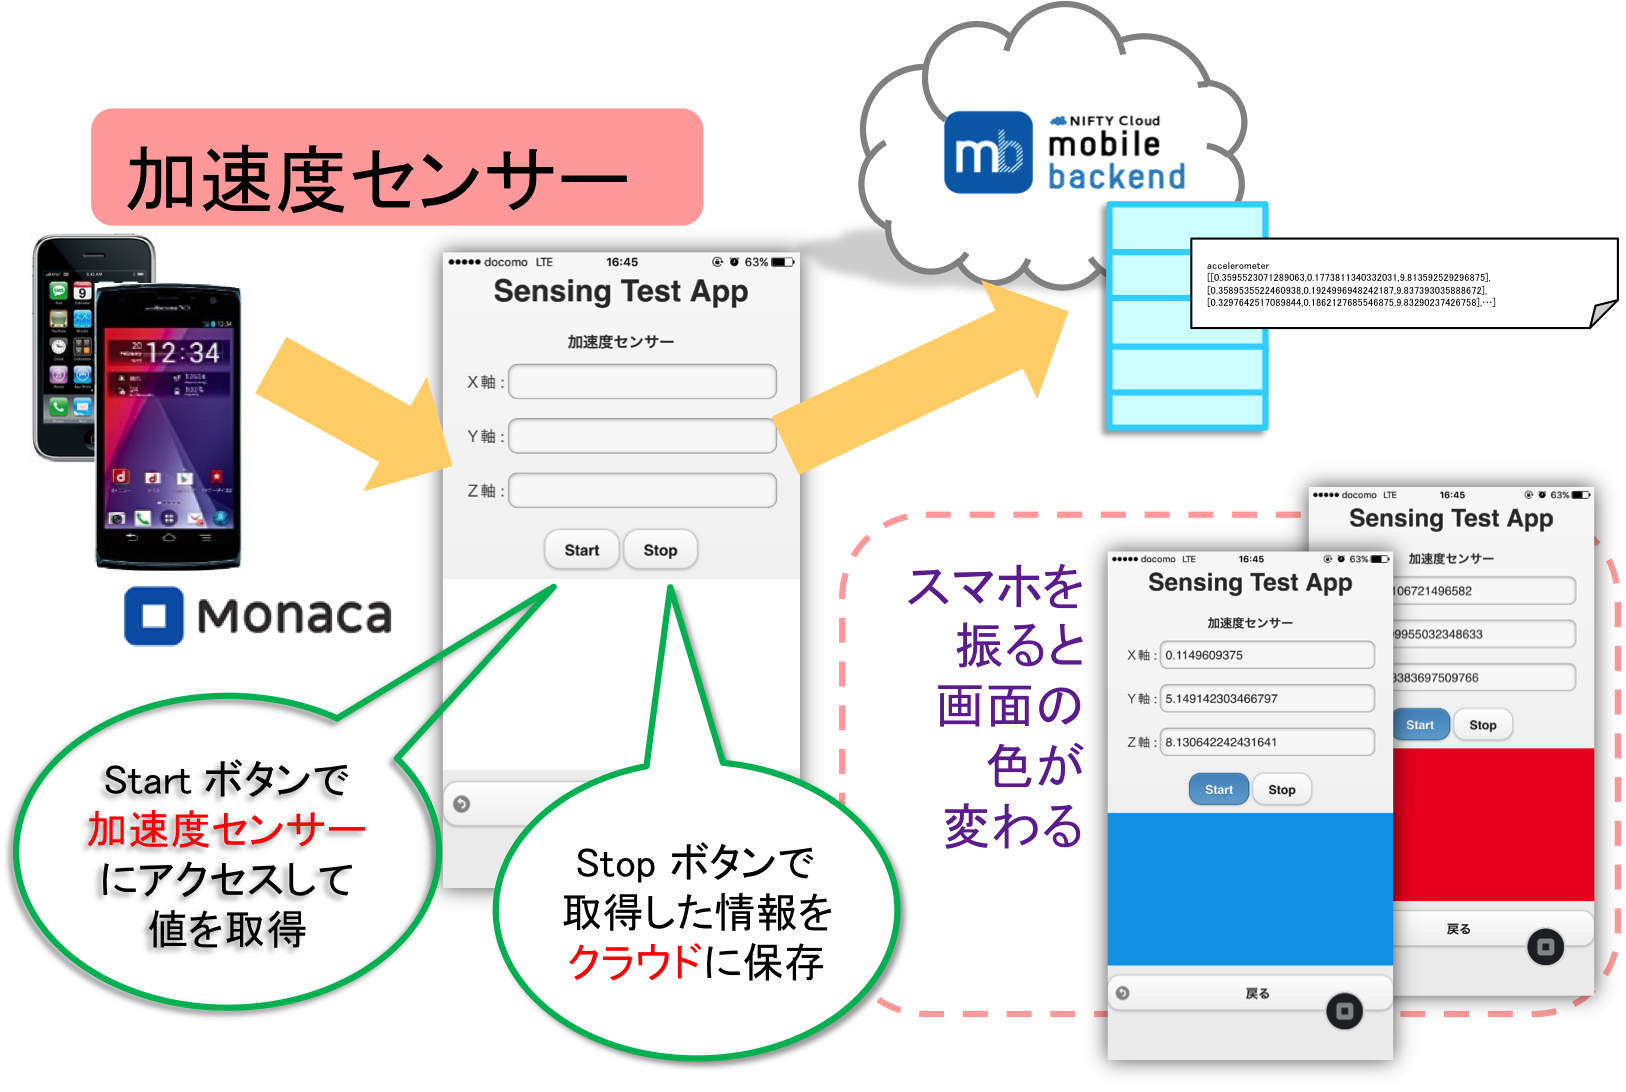 加速度センサー
NIFTY Cloud
mobile
backend
accelerometer
[[0.3595523071289063,0.1773811340332031,9.813592529296875],
[0.3589535522460938,0.1924996948242187,9.837393035888672],
[0.3297642517089844,0.1862127685546875,9.83290237426758],…]
12:34
Monaca
docomo LTE 16:45 63%
Sensing Test App
加速度センサー
X軸 :
Y軸 :
Z軸 :
Start Stop
Start ボタンで
加速度センサー
にアクセスして
値を取得
Stop ボタンで
取得した情報を
クラウドに保存
スマホを
振ると
画面の
色が
変わる
docomo LTE 16:45 63%
Sensing Test App
加速度センサー
X軸 : 0.1149609375
Y軸 : 5.149142303466797
Z軸 : 8.130642242431641
Start Stop
戻る
docomo LTE 16:45 63%
Sensing Test App
加速度センサー
106721496582
9955032348633
3383697509766
Start Stop
戻る